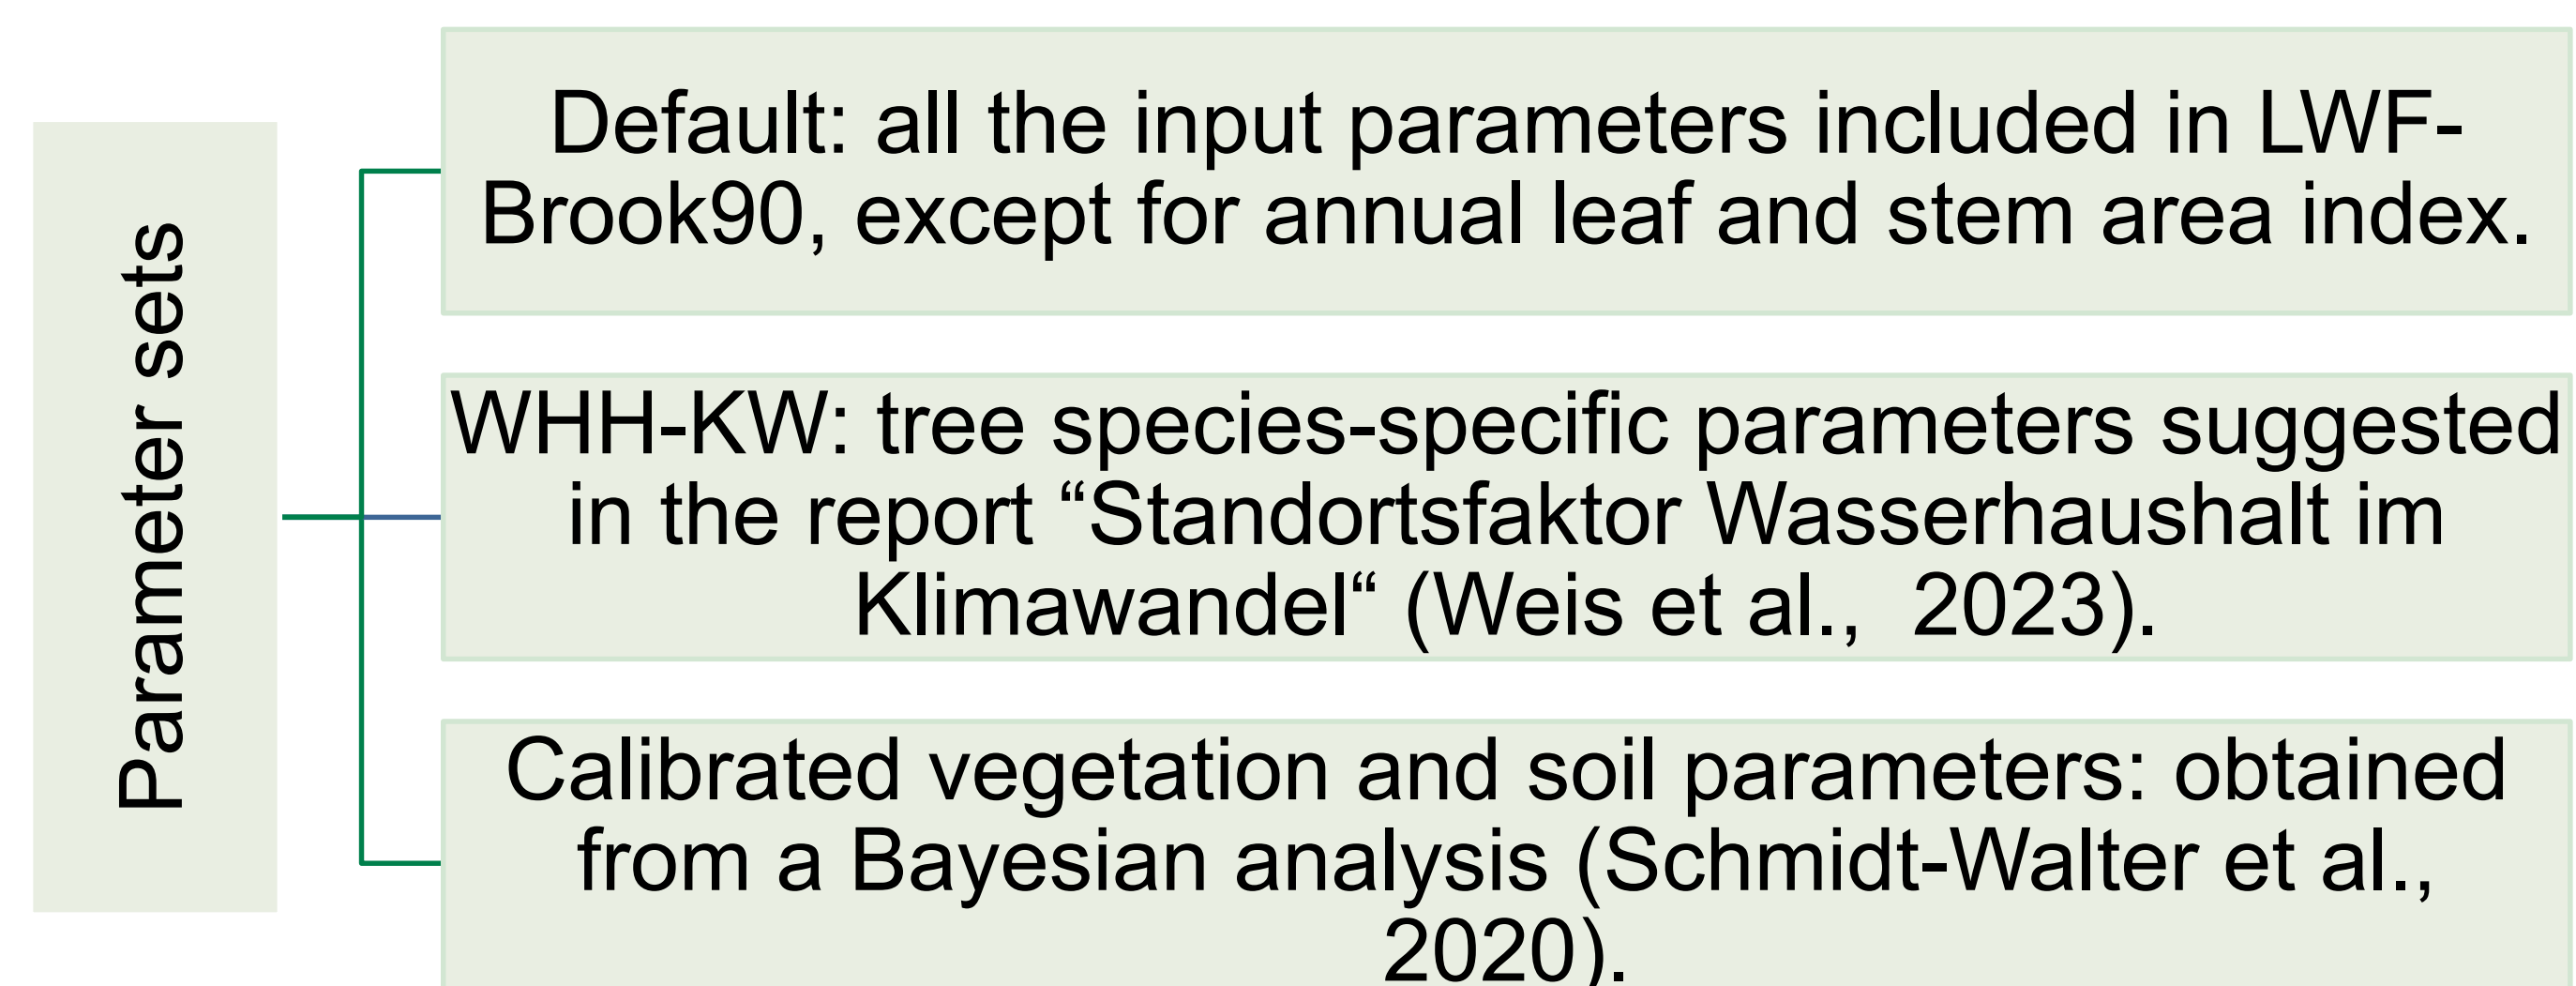 Parameter sets
Default: all the input parameters included in LWF-
Brook90, except for annual leaf and stem area index.
WHH-KW: tree species-specific parameters suggested
in the report “Standortsfaktor Wasserhaushalt im
Klimawandel“ (Weis et al.,  2023).
Calibrated vegetation and soil parameters: obtained
from a Bayesian analysis (Schmidt-Walter et al.,
2020).